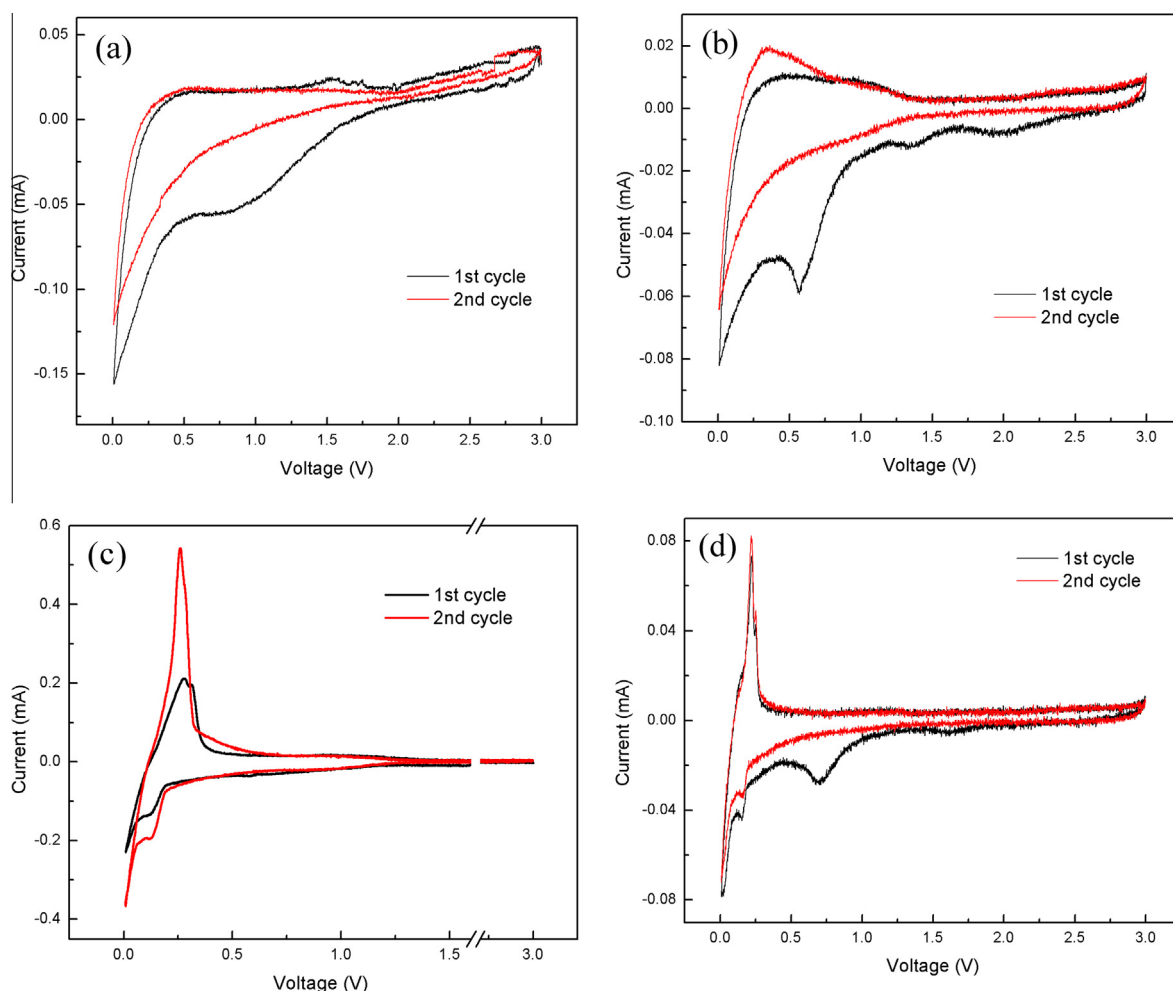 (a)
0.05
0.00
-0.05
-0.10
-0.15
Current (mA)
1st cycle
2nd cycle
0.0 0.5 1.0 1.5 2.0 2.5 3.0
Voltage (V)
(b)
0.02
0.00
-0.02
-0.04
-0.06
-0.08
-0.10
Current (mA)
1st cycle
2nd cycle
0.0 0.5 1.0 1.5 2.0 2.5 3.0
Voltage (V)
(c)
0.6
0.4
0.2
0.0
-0.2
-0.4
Current (mA)
1st cycle
2nd cycle
0.0 0.5 1.0 1.5 3.0
Voltage (V)
(d)
0.08
0.04
0.00
-0.04
-0.08
Current (mA)
1st cycle
2nd cycle
0.0 0.5 1.0 1.5 2.0 2.5 3.0
Voltage (V)